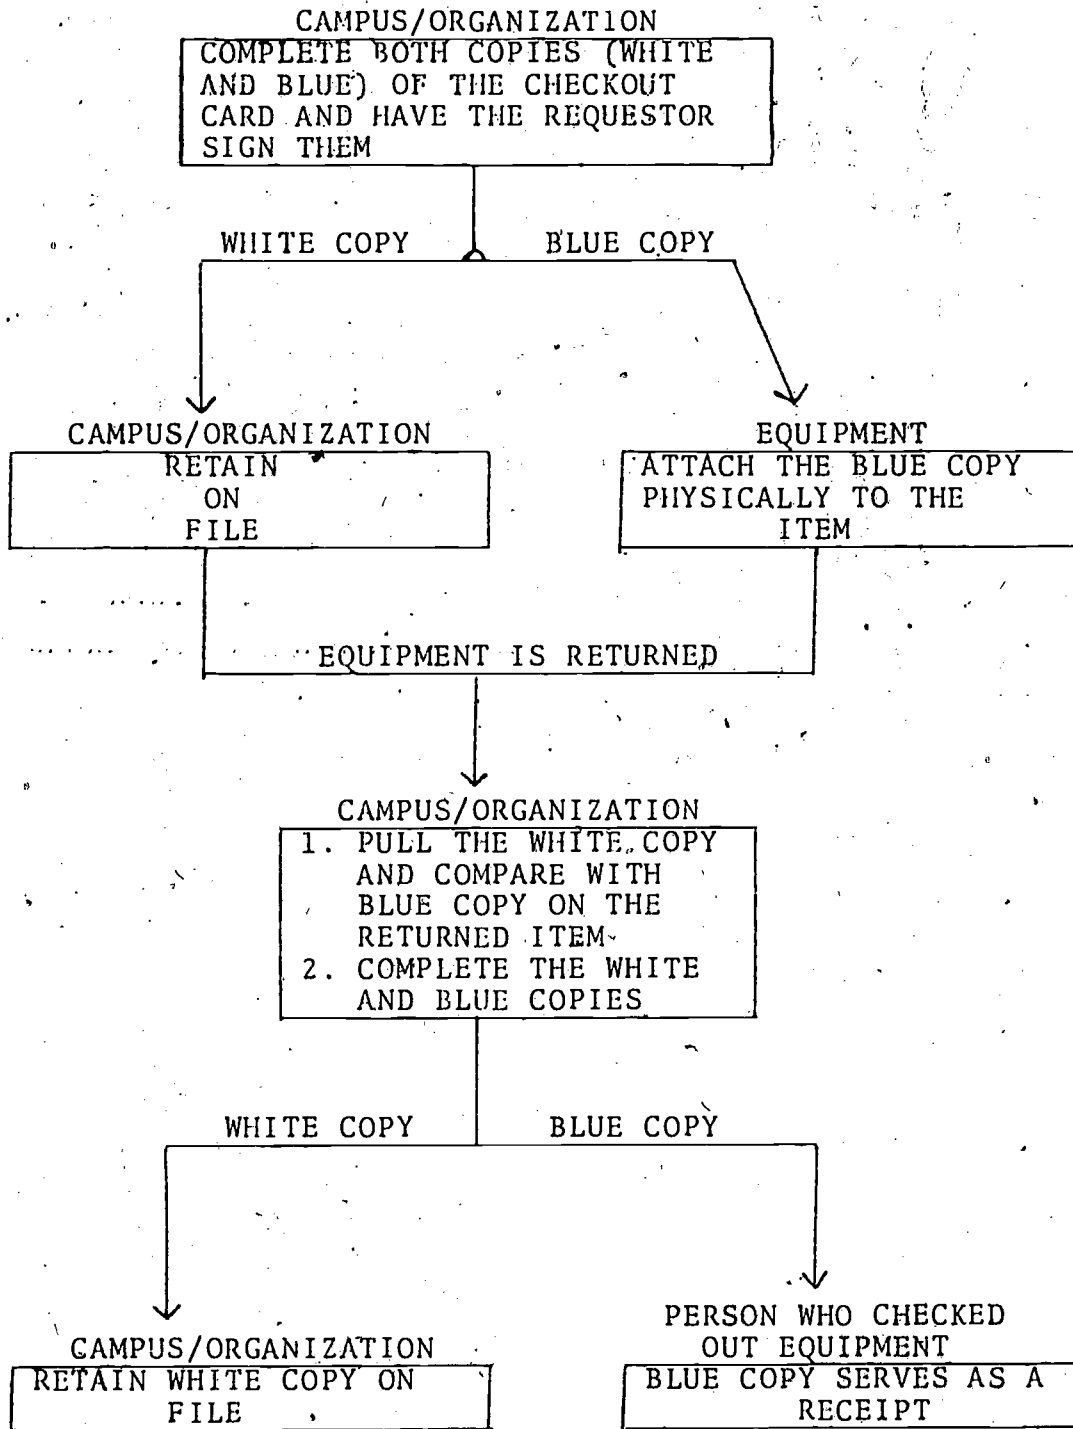 CAMPUS/ORGANIZATION
COMPLETE BOTH COPIES (WHITE
AND BLUE) OF THE CHECKOUT
CARD AND HAVE THE REQUESTOR
SIGN THEM
WHITE COPY
BLUE COPY
CAMPUS/ORGANIZATION
RETAIN
ON
FILE
EQUIPMENT
ATTACH THE BLUE COPY
PHYSICALLY TO THE
ITEM
EQUIPMENT IS RETURNED
CAMPUS/ORGANIZATION
1. PULL THE WHITE COPY
AND COMPARE WITH
BLUE COPY ON THE
RETURNED ITEM
2. COMPLETE THE WHITE
AND BLUE COPIES
WHITE COPY
BLUE COPY
CAMPUS/ORGANIZATION
RETAIN WHITE COPY ON
FILE
PERSON WHO CHECKED
OUT EQUIPMENT
BLUE COPY SERVES AS A
RECEIPT